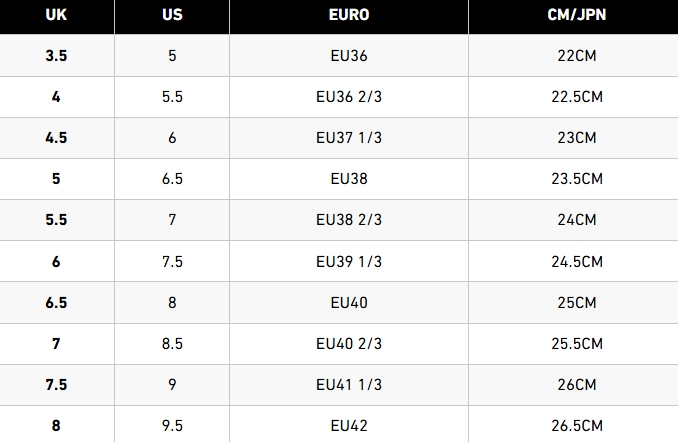 UK US EURO CM/JPN
3.5 5 EU36 22CM
4 5.5 EU36 2/3 22.5CM
4.5 6 EU37 1/3 23CM
5 6.5 EU38 23.5CM
5.5 7 EU38 2/3 24CM
6 7.5 EU39 1/3 24.5CM
6.5 8 EU40 25CM
7 8.5 EU40 2/3 25.5CM
7.5 9 EU41 1/3 26CM
8 9.5 EU42 26.5CM